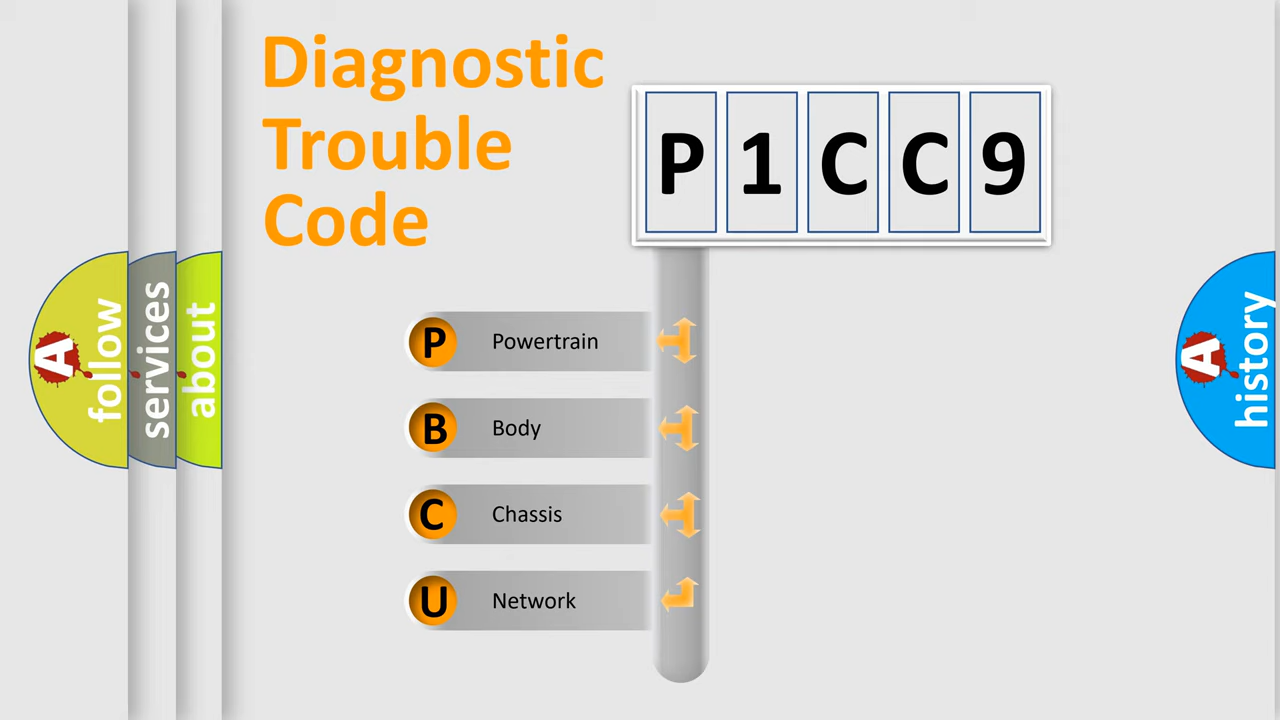 Diagnostic
Trouble
Code
P 1 C C 9
P Powertrain
B Body
C Chassis
U Network
A follow
services
about
A history